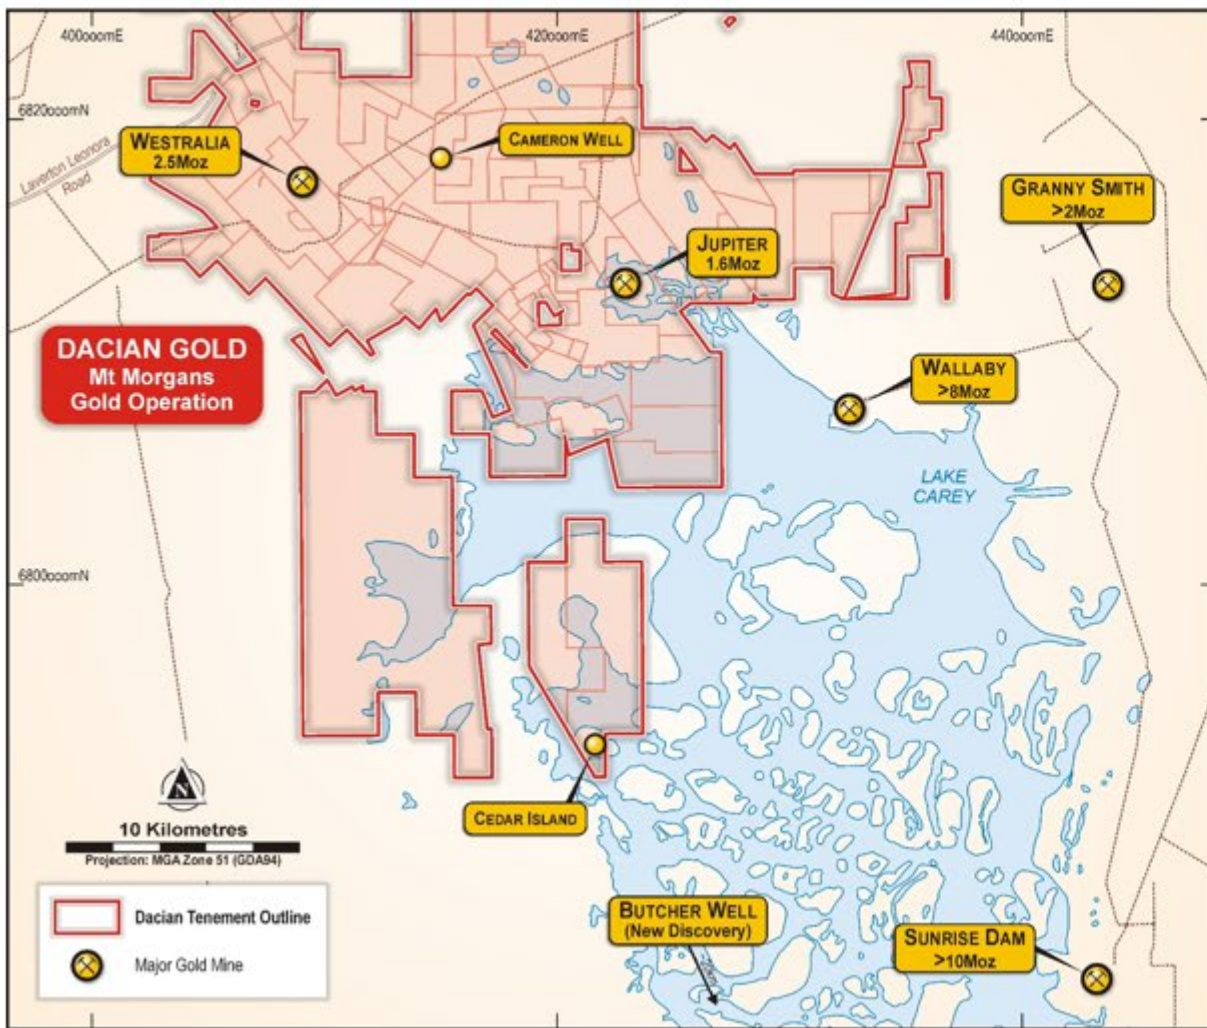 400000mE
420000mE
440000mE
6820000mN
Laverton Leonora
Road
WESTRALIA
2.5Moz
CAMERON WELL
GRANNY SMITH
>2Moz
JUPITER
1.6Moz
DACIAN GOLD
Mt Morgans
Gold Operation
WALLABY
>8Moz
LAKE
CAREY
6800000mN
N
10 Kilometres
Projection: MGA Zone 51 (GDA94)
CEDAR ISLAND
Dacian Tenement Outline
Major Gold Mine
BUTCHER WELL
(New Discovery)
SUNRISE DAM
>10Moz